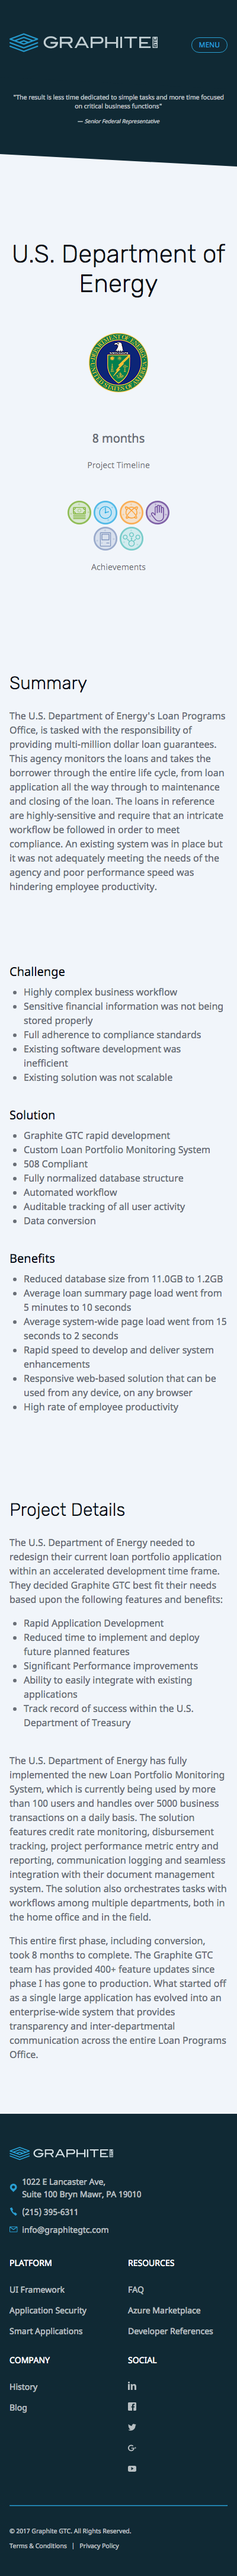 GRAPHITE GTC
MENU
"The result is less time dedicated to simple tasks and more time focused
on critical business functions"
— Senior Federal Representative
U.S. Department of
Energy
8 months
Project Timeline
Achievements
Summary
The U.S. Department of Energy's Loan Programs
Office, is tasked with the responsibility of
providing multi-million dollar loan guarantees.
This agency monitors the loans and takes the
borrower through the entire life cycle, from loan
application all the way through to maintenance
and closing of the loan. The loans in reference
are highly-sensitive and require that an intricate
workflow be followed in order to meet
compliance. An existing system was in place but
it was not adequately meeting the needs of the
agency and poor performance speed was
hindering employee productivity.
Challenge
• Highly complex business workflow
• Sensitive financial information was not being
stored properly
• Full adherence to compliance standards
• Existing software development was
inefficient
• Existing solution was not scalable
Solution
• Graphite GTC rapid development
• Custom Loan Portfolio Monitoring System
• 508 Compliant
• Fully normalized database structure
• Automated workflow
• Auditable tracking of all user activity
• Data conversion
Benefits
• Reduced database size from 11.0GB to 1.2GB
• Average loan summary page load went from
5 minutes to 10 seconds
• Average system-wide page load went from 15
seconds to 2 seconds
• Rapid speed to develop and deliver system
enhancements
• Responsive web-based solution that can be
used from any device, on any browser
• High rate of employee productivity
Project Details
The U.S. Department of Energy needed to
redesign their current loan portfolio application
within an accelerated development time frame.
They decided Graphite GTC best fit their needs
based upon the following features and benefits:
• Rapid Application Development
• Reduced time to implement and deploy
future planned features
• Significant Performance improvements
• Ability to easily integrate with existing
applications
• Track record of success within the U.S.
Department of Treasury
The U.S. Department of Energy has fully
implemented the new Loan Portfolio Monitoring
System, which is currently being used by more
than 100 users and handles over 5000 business
transactions on a daily basis. The solution
features credit rate monitoring, disbursement
tracking, project performance metric entry and
reporting, communication logging and seamless
integration with their document management
system. The solution also orchestrates tasks with
workflows among multiple departments, both in
the home office and in the field.
This entire first phase, including conversion,
took 8 months to complete. The Graphite GTC
team has provided 400+ feature updates since
phase I has gone to production. What started off
as a single large application has evolved into an
enterprise-wide system that provides
transparency and inter-departmental
communication across the entire Loan Programs
Office.
GRAPHITE GTC
1022 E Lancaster Ave,
Suite 100 Bryn Mawr, PA 19010
(215) 395-6311
info@graphitegtc.com
PLATFORM
UI Framework
Application Security
Smart Applications
RESOURCES
FAQ
Azure Marketplace
Developer References
COMPANY
History
Blog
SOCIAL
© 2017 Graphite GTC. All Rights Reserved.
Terms & Conditions | Privacy Policy